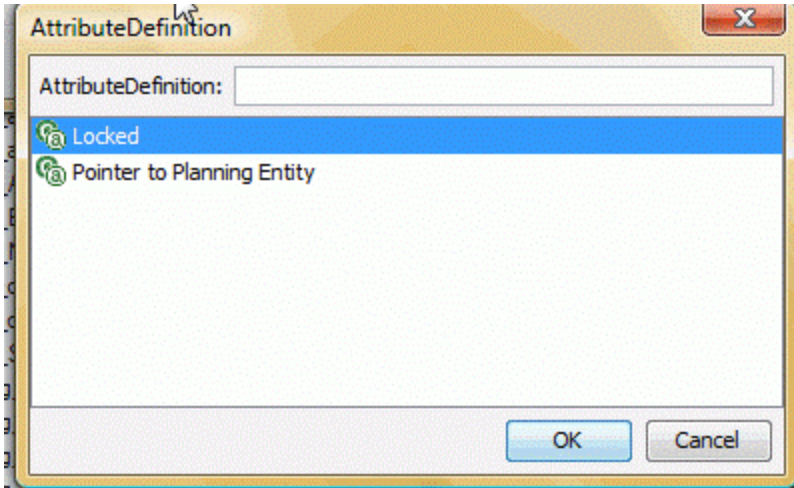 AttributeDefinition
AttributeDefinition:
Locked
Pointer to Planning Entity
OK
Cancel